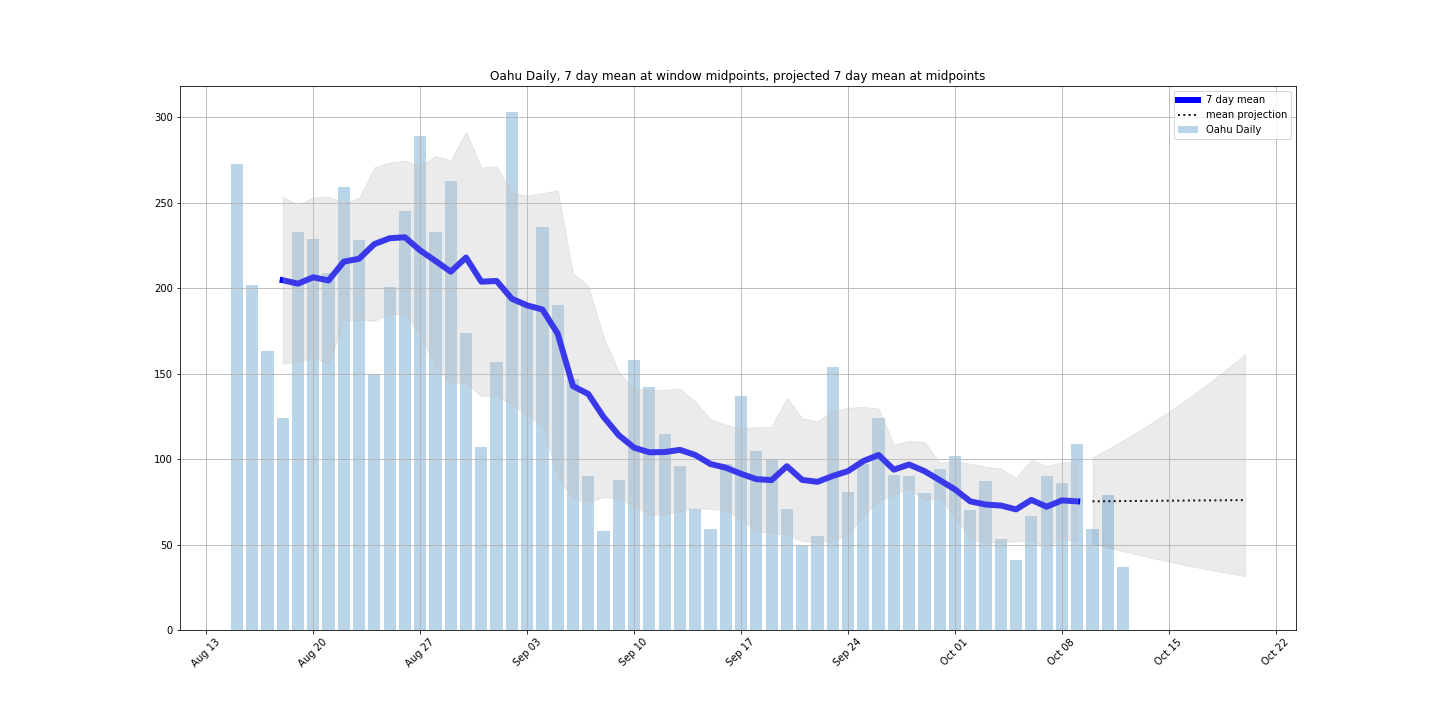 Oahu Daily, 7 day mean at window midpoints, projected 7 day mean at midpoints
7 day mean
mean projection
Oahu Daily
300
250
200
150
100
50
0
Aug 13
Aug 20
Aug 27
Sep 03
Sep 10
Sep 17
Sep 24
Oct 01
Oct 08
Oct 15
Oct 22